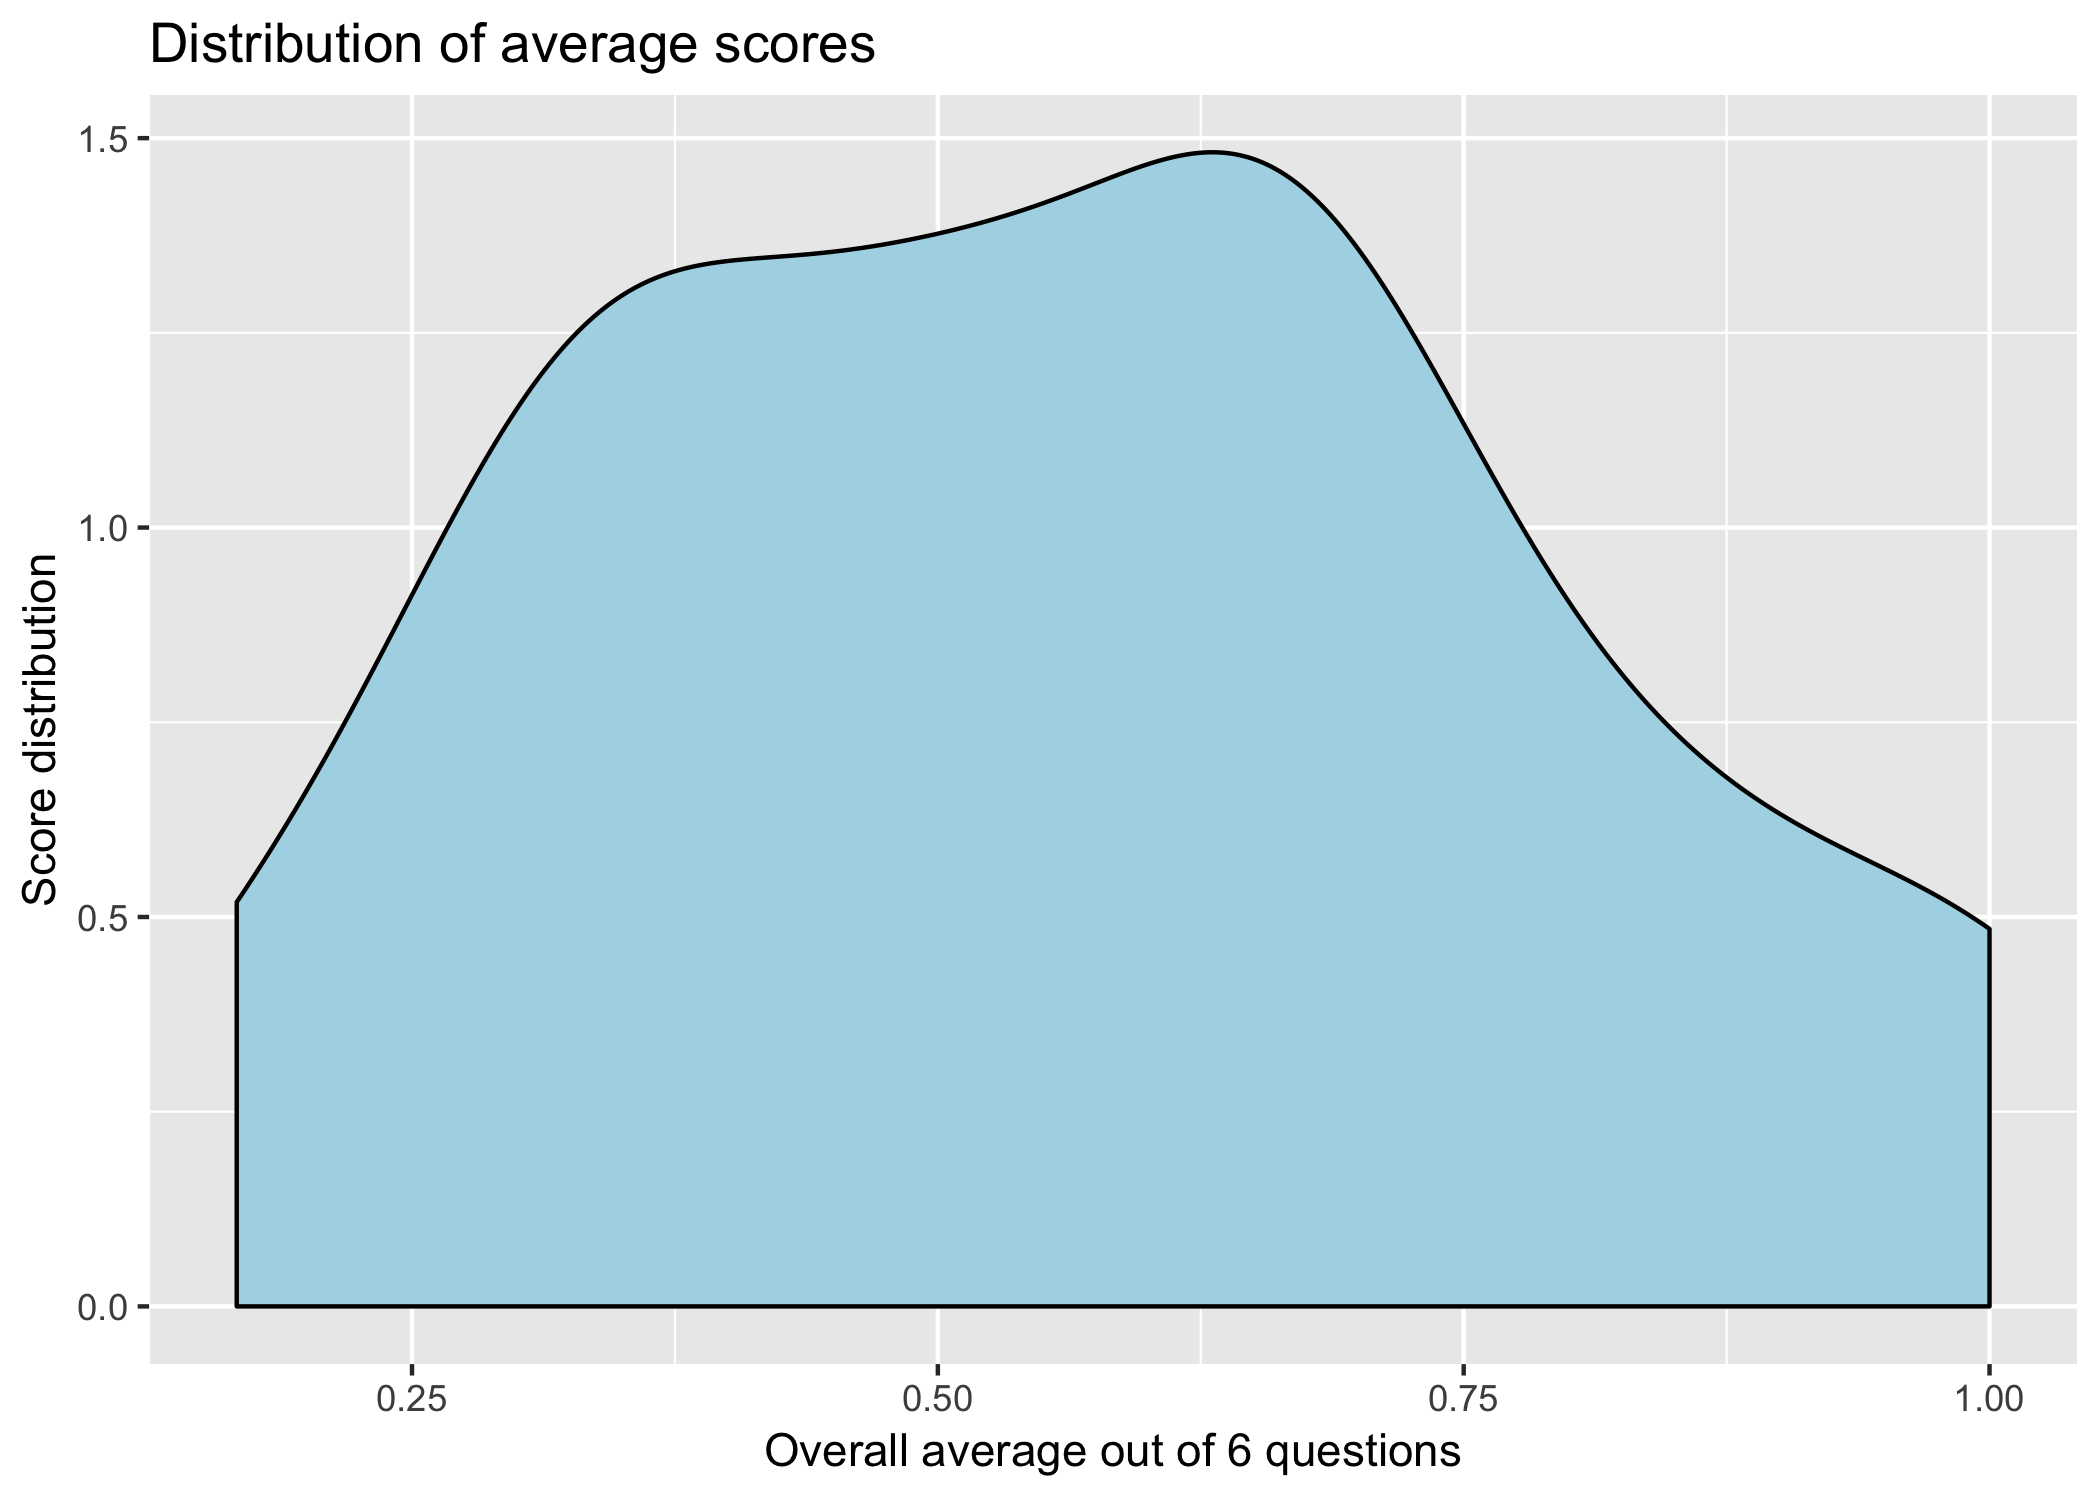 Distribution of average scores
1.5
1.0
0.5
0.0
Score distribution
0.25 0.50 0.75 1.00
Overall average out of 6 questions